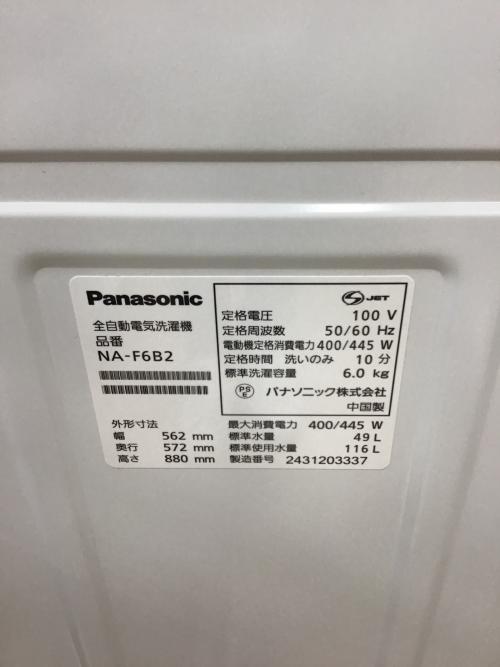 Panasonic
全自動電気洗濯機
品番
NA-F6B2
外形寸法
幅 562 mm
奥行 572 mm
高さ 880 mm
S JET
定格電圧 100 V
定格周波数 50/60 Hz
電動機定格消費電力 400/445 W
定格時間 洗いのみ 10 分
標準洗濯容量 6.0 kg
PSE パナソニック株式会社
中国製
最大消費電力 400/445 W
標準水量 49 L
標準使用水量 116 L
製造番号 2431203337